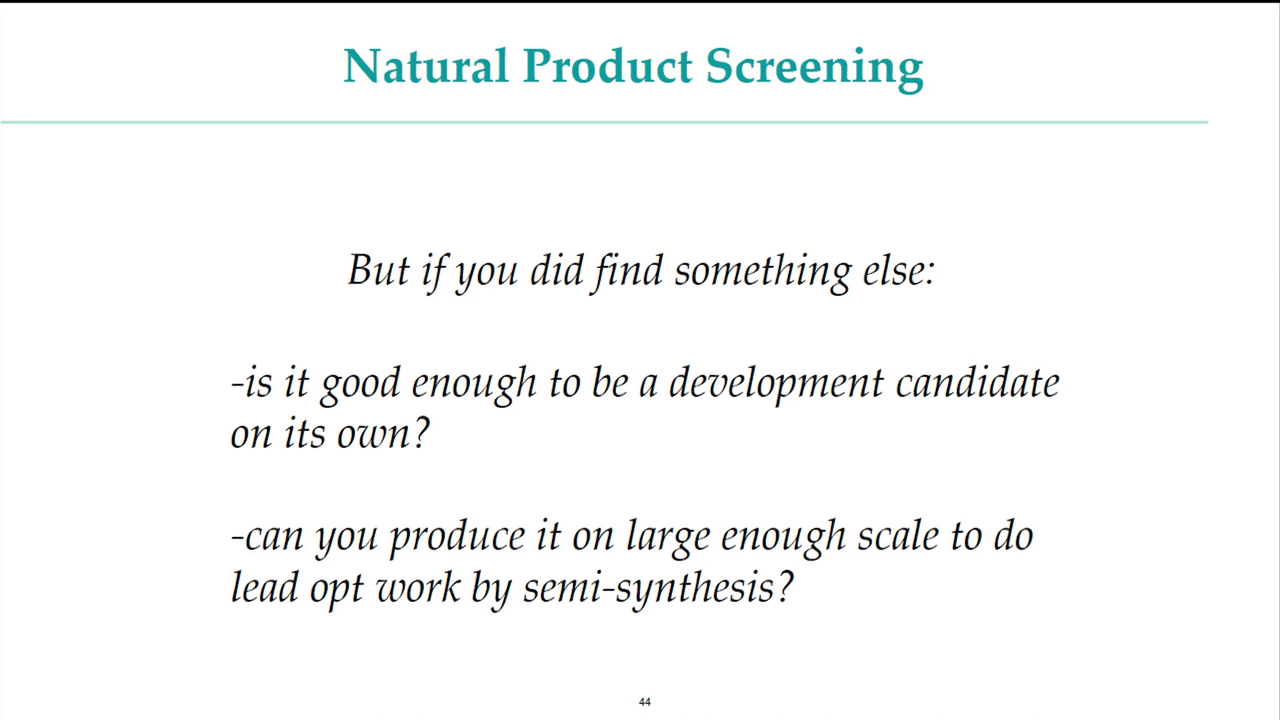 Natural Product Screening
But if you did find something else:
-is it good enough to be a development candidate
on its own?
-can you produce it on large enough scale to do
lead opt work by semi-synthesis?
44